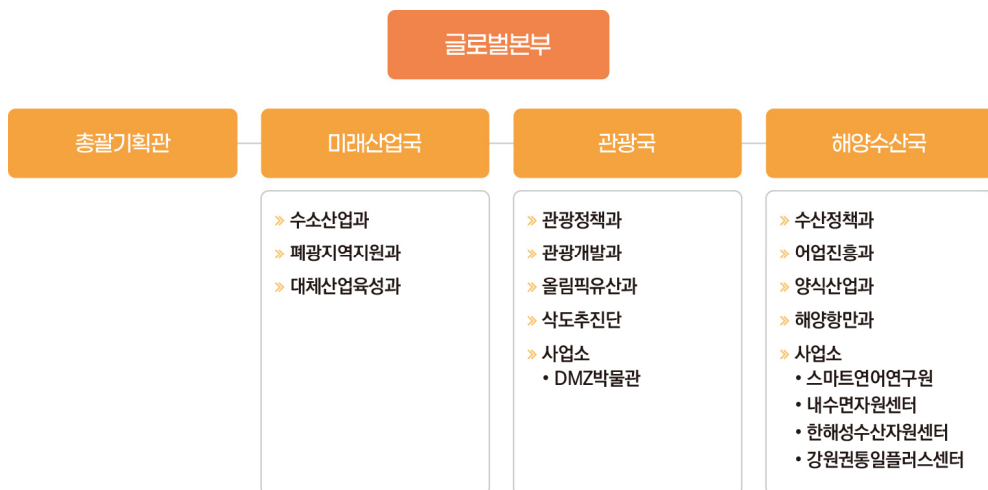 글로벌본부
총괄기획관
미래산업국
관광국
해양수산국
» 수소산업과
» 폐광지역지원과
» 대체산업육성과
» 관광정책과
» 관광개발과
» 올림픽유산과
» 삭도추진단
» 사업소
• DMZ박물관
» 수산정책과
» 어업진흥과
» 양식산업과
» 해양항만과
» 사업소
• 스마트연어연구원
• 내수면자원센터
• 한해성수산자원센터
• 강원권통일플러스센터